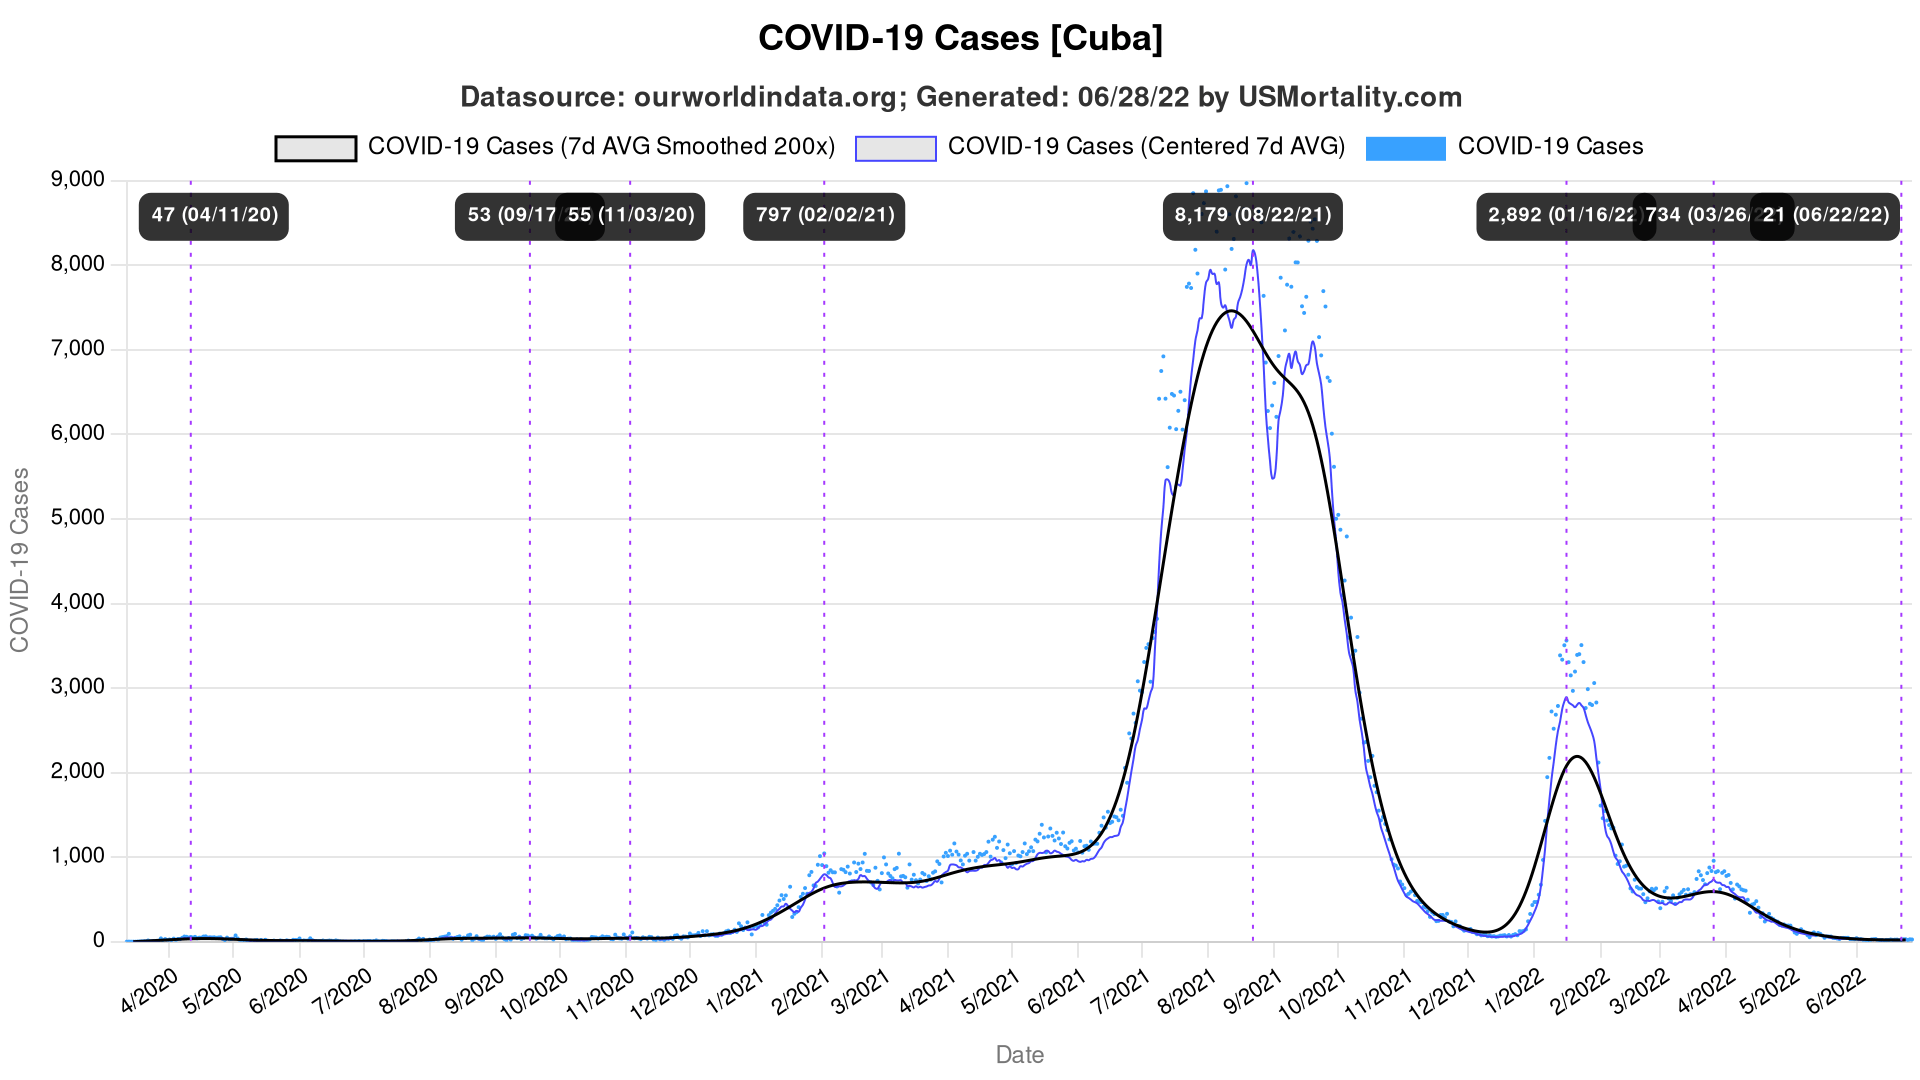 COVID-19 Cases [Cuba]
Datasource: ourworldindata.org; Generated: 06/28/22 by USMortality.com
COVID-19 Cases (7d AVG Smoothed 200x) COVID-19 Cases (Centered 7d AVG) COVID-19 Cases
47 (04/11/20) 53 (09/17 55 (11/03/20) 797 (02/02/21) 8,179 (08/22/21) 2,892 (01/16/22) 734 (03/26/ 21 (06/22/22)
9,000
8,000
7,000
6,000
5,000
4,000
3,000
2,000
1,000
0
COVID-19 Cases
4/2020 5/2020 6/2020 7/2020 8/2020 9/2020 10/2020 11/2020 12/2020 1/2021 2/2021 3/2021 4/2021 5/2021 6/2021 7/2021 8/2021 9/2021 10/2021 11/2021 12/2021 1/2022 2/2022 3/2022 4/2022 5/2022 6/2022
Date